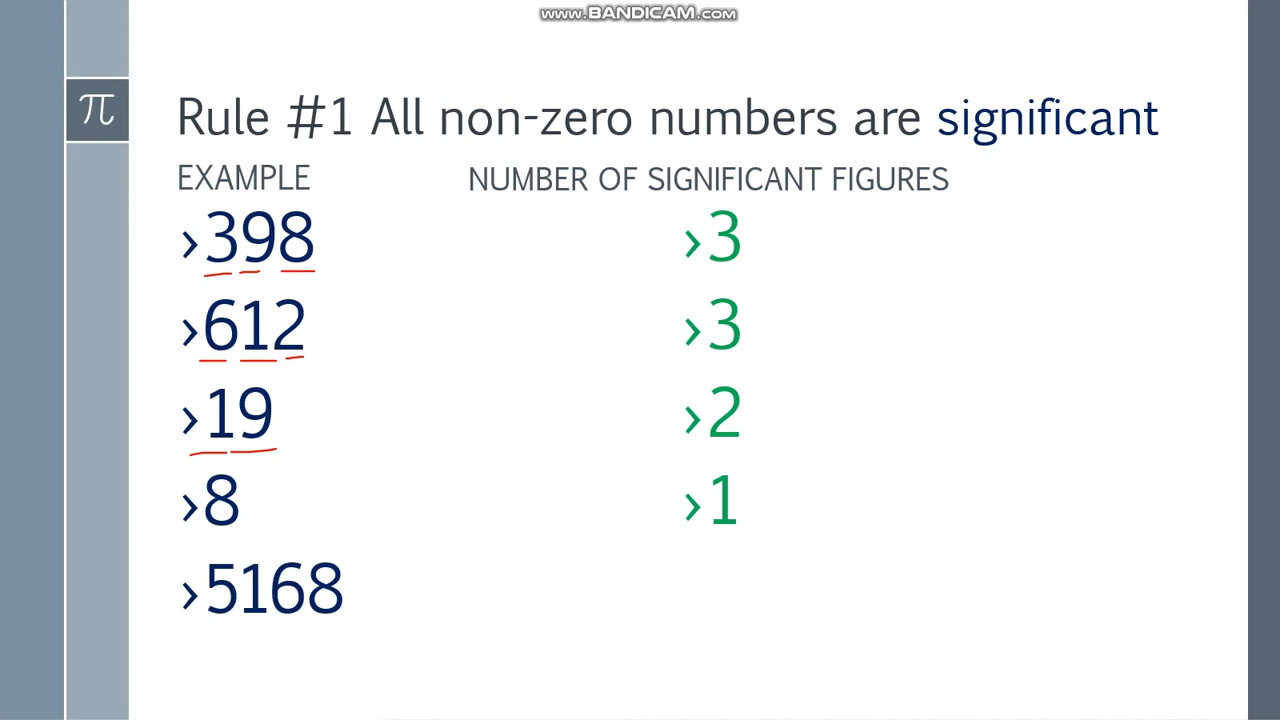 www.BANDICAM.com
π
Rule #1 All non-zero numbers are significant
EXAMPLE NUMBER OF SIGNIFICANT FIGURES
›398 ›3
›612 ›3
›19 ›2
›8 ›1
›5168